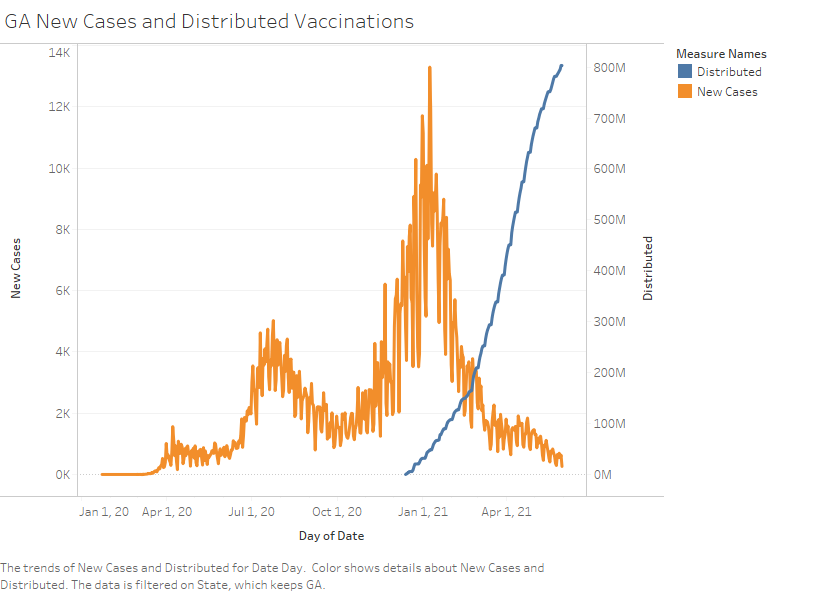 GA New Cases and Distributed Vaccinations
Measure Names
Distributed
New Cases
14K
12K
10K
8K
6K
4K
2K
0K
New Cases
800M
700M
600M
500M
400M
300M
200M
100M
0M
Distributed
Jan 1, 20 Apr 1, 20 Jul 1, 20 Oct 1, 20 Jan 1, 21 Apr 1, 21
Day of Date
The trends of New Cases and Distributed for Date Day. Color shows details about New Cases and
Distributed. The data is filtered on State, which keeps GA.